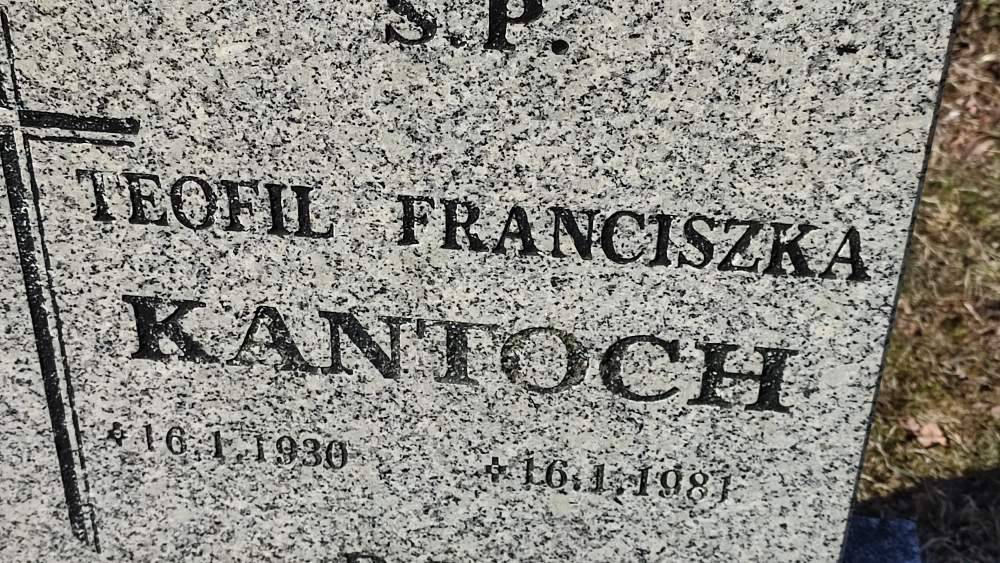 S.P.
TEOFIL FRANCISZKA
KANTOCH
* 16.1.1930 + 16.1.1981